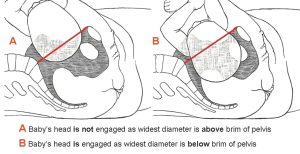 A
B
A Baby's head is not engaged as widest diameter is above brim of pelvis
B Baby's head is engaged as widest diameter is below brim of pelvis